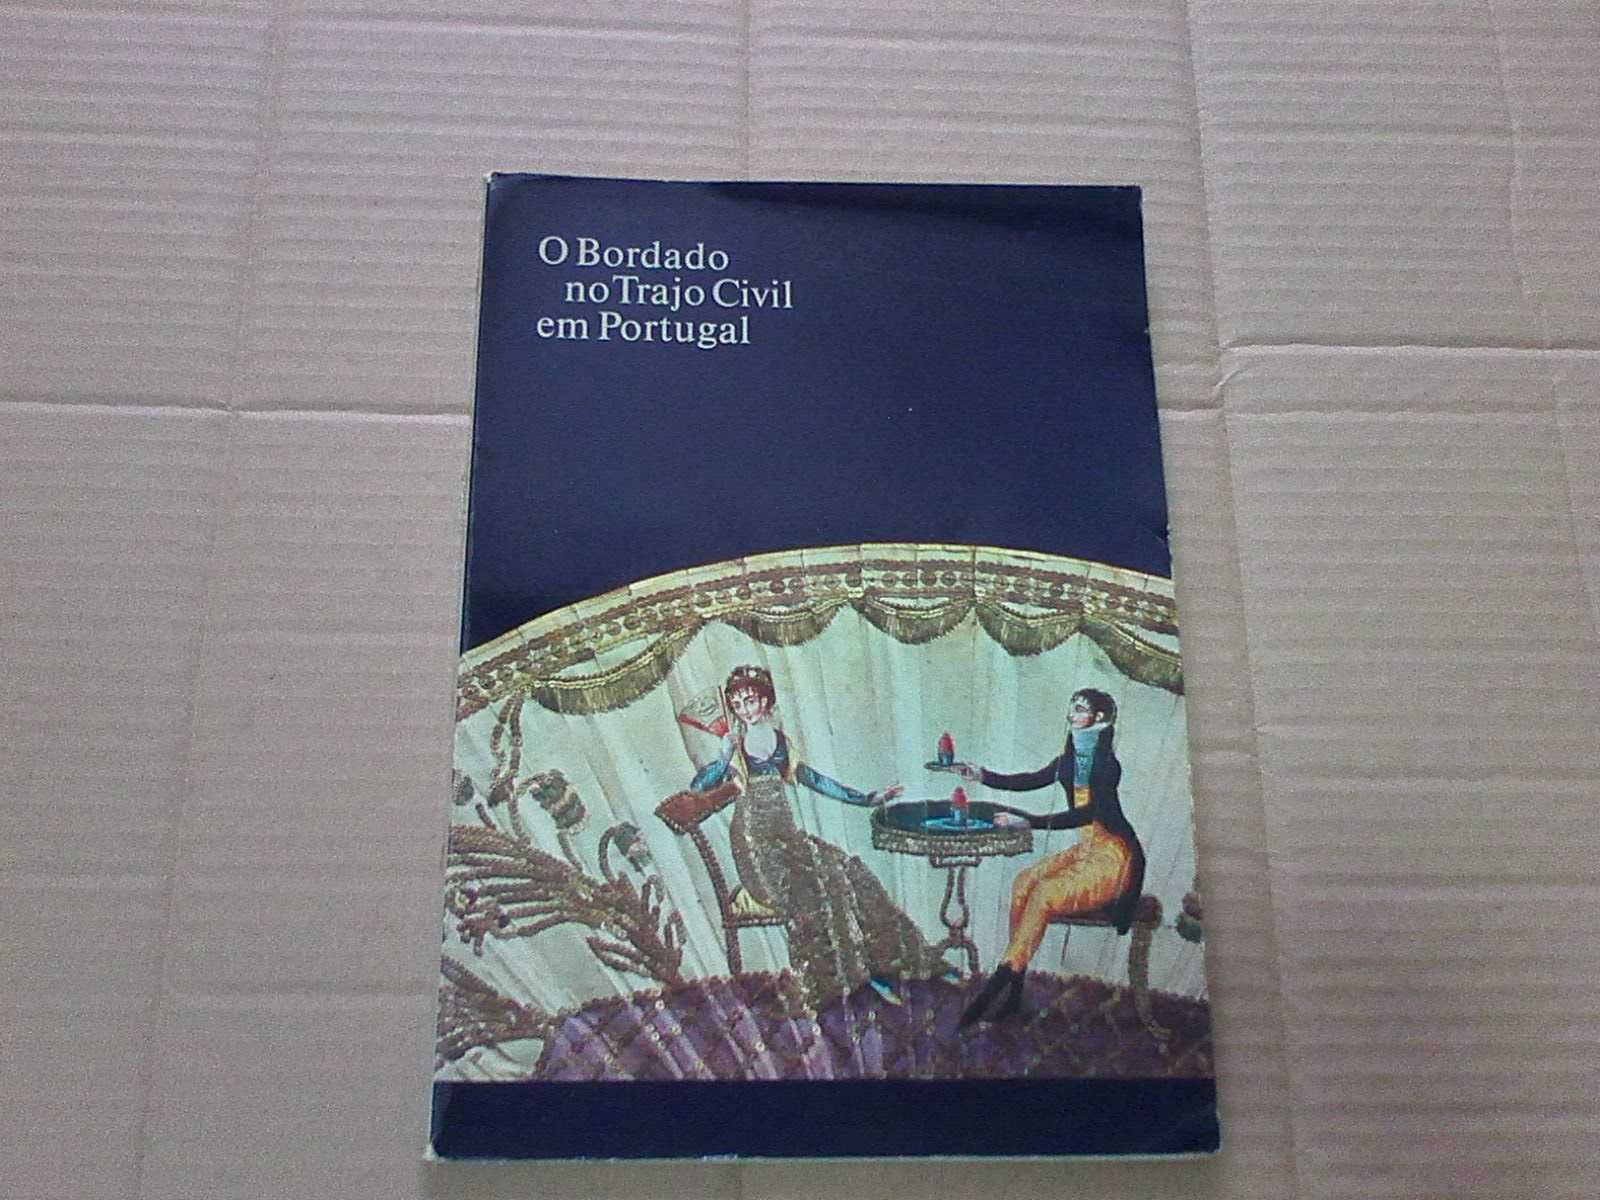 O Bordado
no Trajo Civil
em Portugal